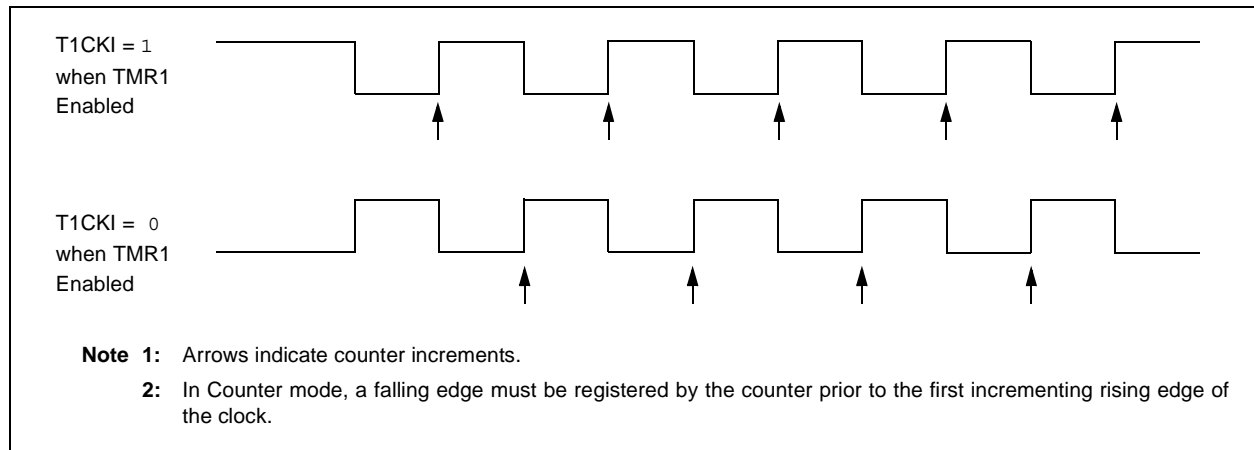 T1CKI = 1
when TMR1
Enabled
T1CKI = 0
when TMR1
Enabled
Note 1: Arrows indicate counter increments.
2: In Counter mode, a falling edge must be registered by the counter prior to the first incrementing rising edge of
the clock.